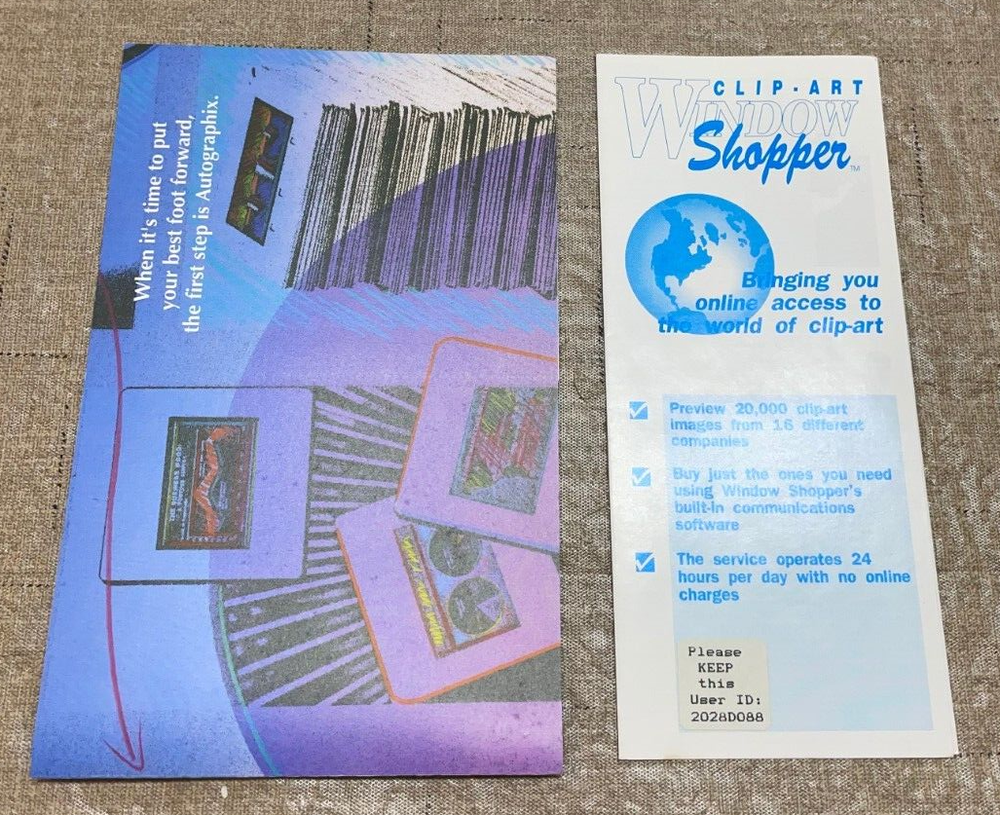 When it's time to put
your best foot forward,
the first step is Autographix.
CLIP-ART
WINDOW
Shopper™
Bringing you
online access to
the world of clip-art
Preview 20,000 clip-art
images from 16 different
companies
Buy just the ones you need
using Window Shopper's
built-in communications
software
The service operates 24
hours per day with no online
charges
Please
KEEP
this
User ID:
2028D088